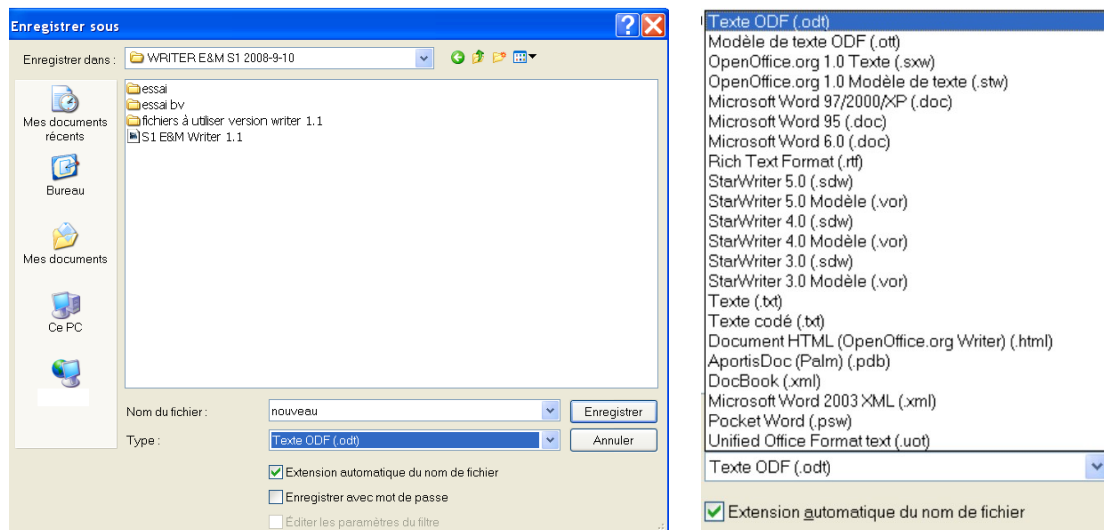 Enregistrer sous
Enregistrer dans :
WRITER E&M S1 2008-9-10
essai
essai bv
fichiers à utiliser version writer 1.1
S1 E&M Writer 1.1
Mes documents
récents
Bureau
Mes documents
Ce PC
Nom du fichier :
nouveau
Enregistrer
Type :
Texte ODF (.odt)
Annuler
Extension automatique du nom de fichier
Enregistrer avec mot de passe
Éditer les paramètres du filtre
Texte ODF (.odt)
Modèle de texte ODF (.ott)
OpenOffice.org 1.0 Texte (.sxw)
OpenOffice.org 1.0 Modèle de texte (.stw)
Microsoft Word 97/2000/XP (.doc)
Microsoft Word 95 (.doc)
Microsoft Word 6.0 (.doc)
Rich Text Format (.rtf)
StarWriter 5.0 (.sdw)
StarWriter 5.0 Modèle (.vor)
StarWriter 4.0 (.sdw)
StarWriter 4.0 Modèle (.vor)
StarWriter 3.0 (.sdw)
StarWriter 3.0 Modèle (.vor)
Texte (.txt)
Texte codé (.txt)
Document HTML (OpenOffice.org Writer) (.html)
AportisDoc (Palm) (.pdb)
DocBook (.xml)
Microsoft Word 2003 XML (.xml)
Pocket Word (.psw)
Unified Office Format text (.uot)
Texte ODF (.odt)
Extension automatique du nom de fichier